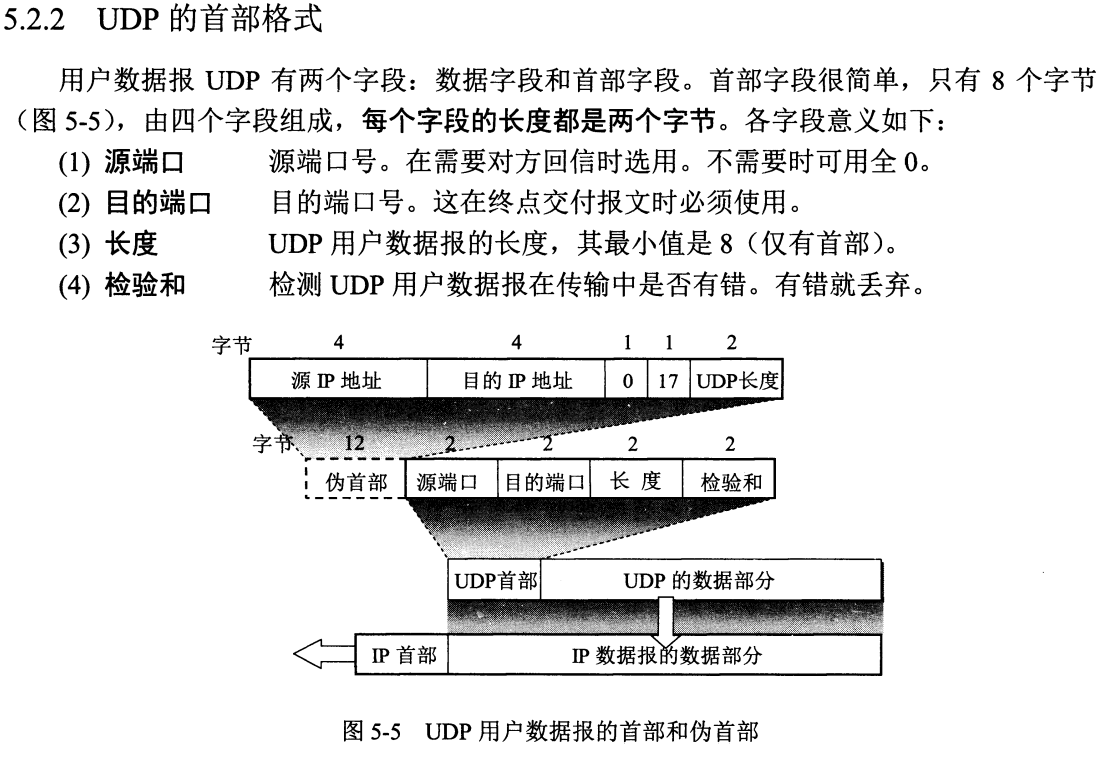 5.2.2 UDP 的首部格式
用户数据报 UDP 有两个字段：数据字段和首部字段。首部字段很简单，只有 8 个字节
（图 5-5），由四个字段组成，每个字段的长度都是两个字节。各字段意义如下：
(1) 源端口 源端口号。在需要对方回信时选用。不需要时可用全 0。
(2) 目的端口 目的端口号。这在终点交付报文时必须使用。
(3) 长度 UDP 用户数据报的长度，其最小值是 8（仅有首部）。
(4) 检验和 检测 UDP 用户数据报在传输中是否有错。有错就丢弃。
字节 4 4 1 1 2
源 IP 地址 目的 IP 地址 0 17 UDP长度
字节 12 2 2 2 2
伪首部 源端口 目的端口 长 度 检验和
UDP首部 UDP 的数据部分
IP 首部 IP 数据报的数据部分
图 5-5 UDP 用户数据报的首部和伪首部